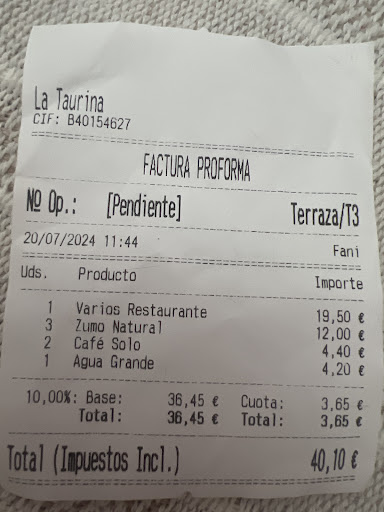 La Taurina
CIF: B40154627
FACTURA PROFORMA
Nº Op.: [Pendiente] Terraza/T3
20/07/2024 11:44 Fani
Uds. Producto Importe
1 Varios Restaurante 19,50 €
3 Zumo Natural 12,00 €
2 Café Solo 4,40 €
1 Agua Grande 4,20 €
10,00%: Base: 36,45 € Cuota: 3,65 €
Total: 36,45 € Total: 3,65 €
Total (Impuestos Incl.) 40,10 €